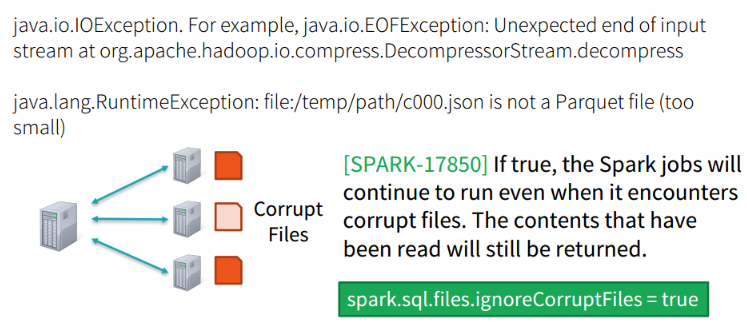 java.io.IOException. For example, java.io.EOFException: Unexpected end of input
stream at org.apache.hadoop.io.compress.DecompressorStream.decompress
java.lang.RuntimeException: file:/temp/path/c000.json is not a Parquet file (too
small)
Corrupt
Files
[SPARK-17850] If true, the Spark jobs will
continue to run even when it encounters
corrupt files. The contents that have
been read will still be returned.
spark.sql.files.ignoreCorruptFiles = true